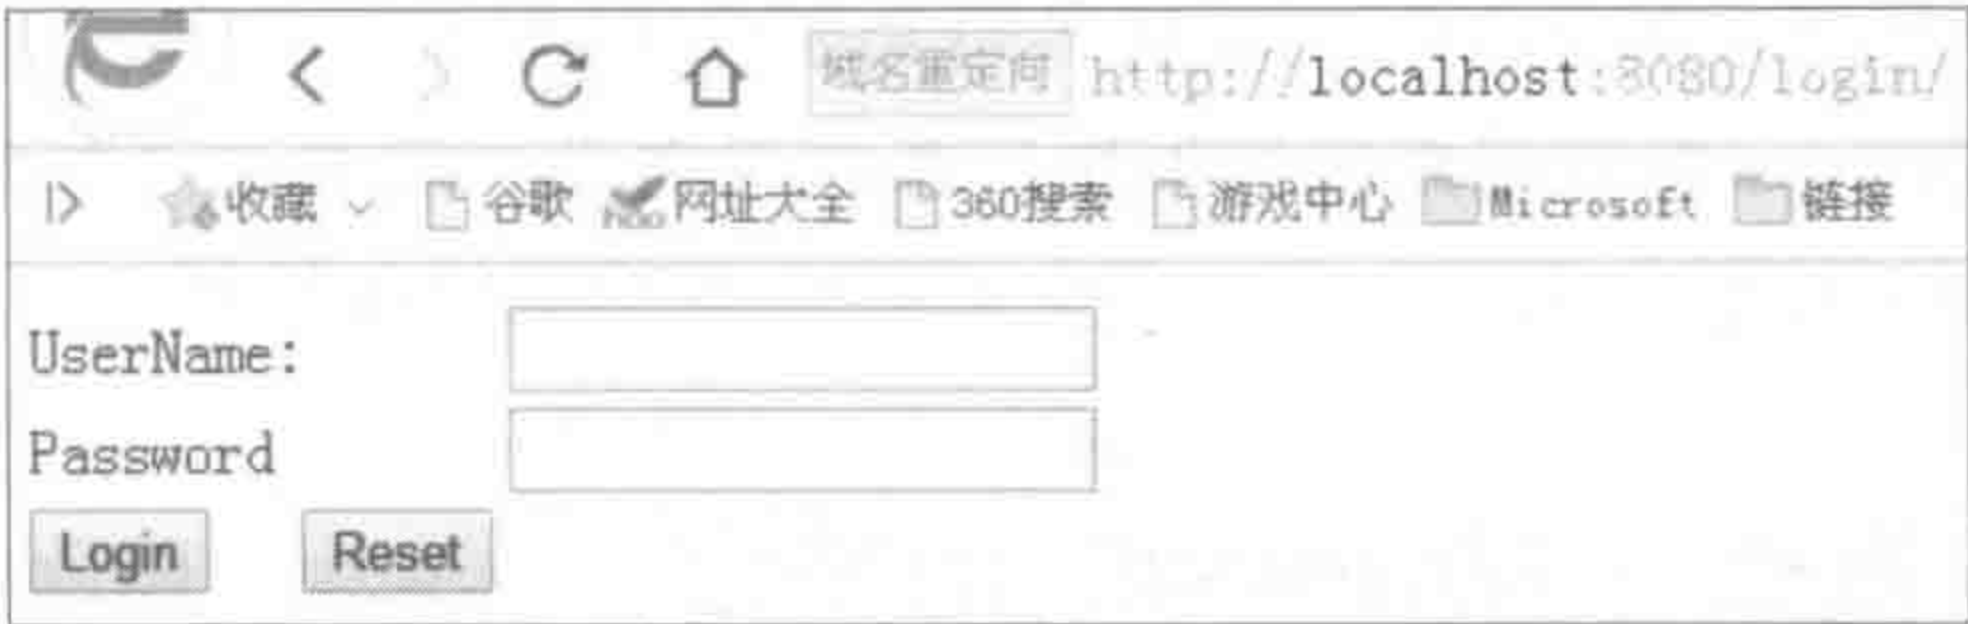 域名重定向 http://localhost:8080/login/
收藏 谷歌 网址大全 360搜索 游戏中心 Microsoft 链接
UserName:
Password
Login Reset